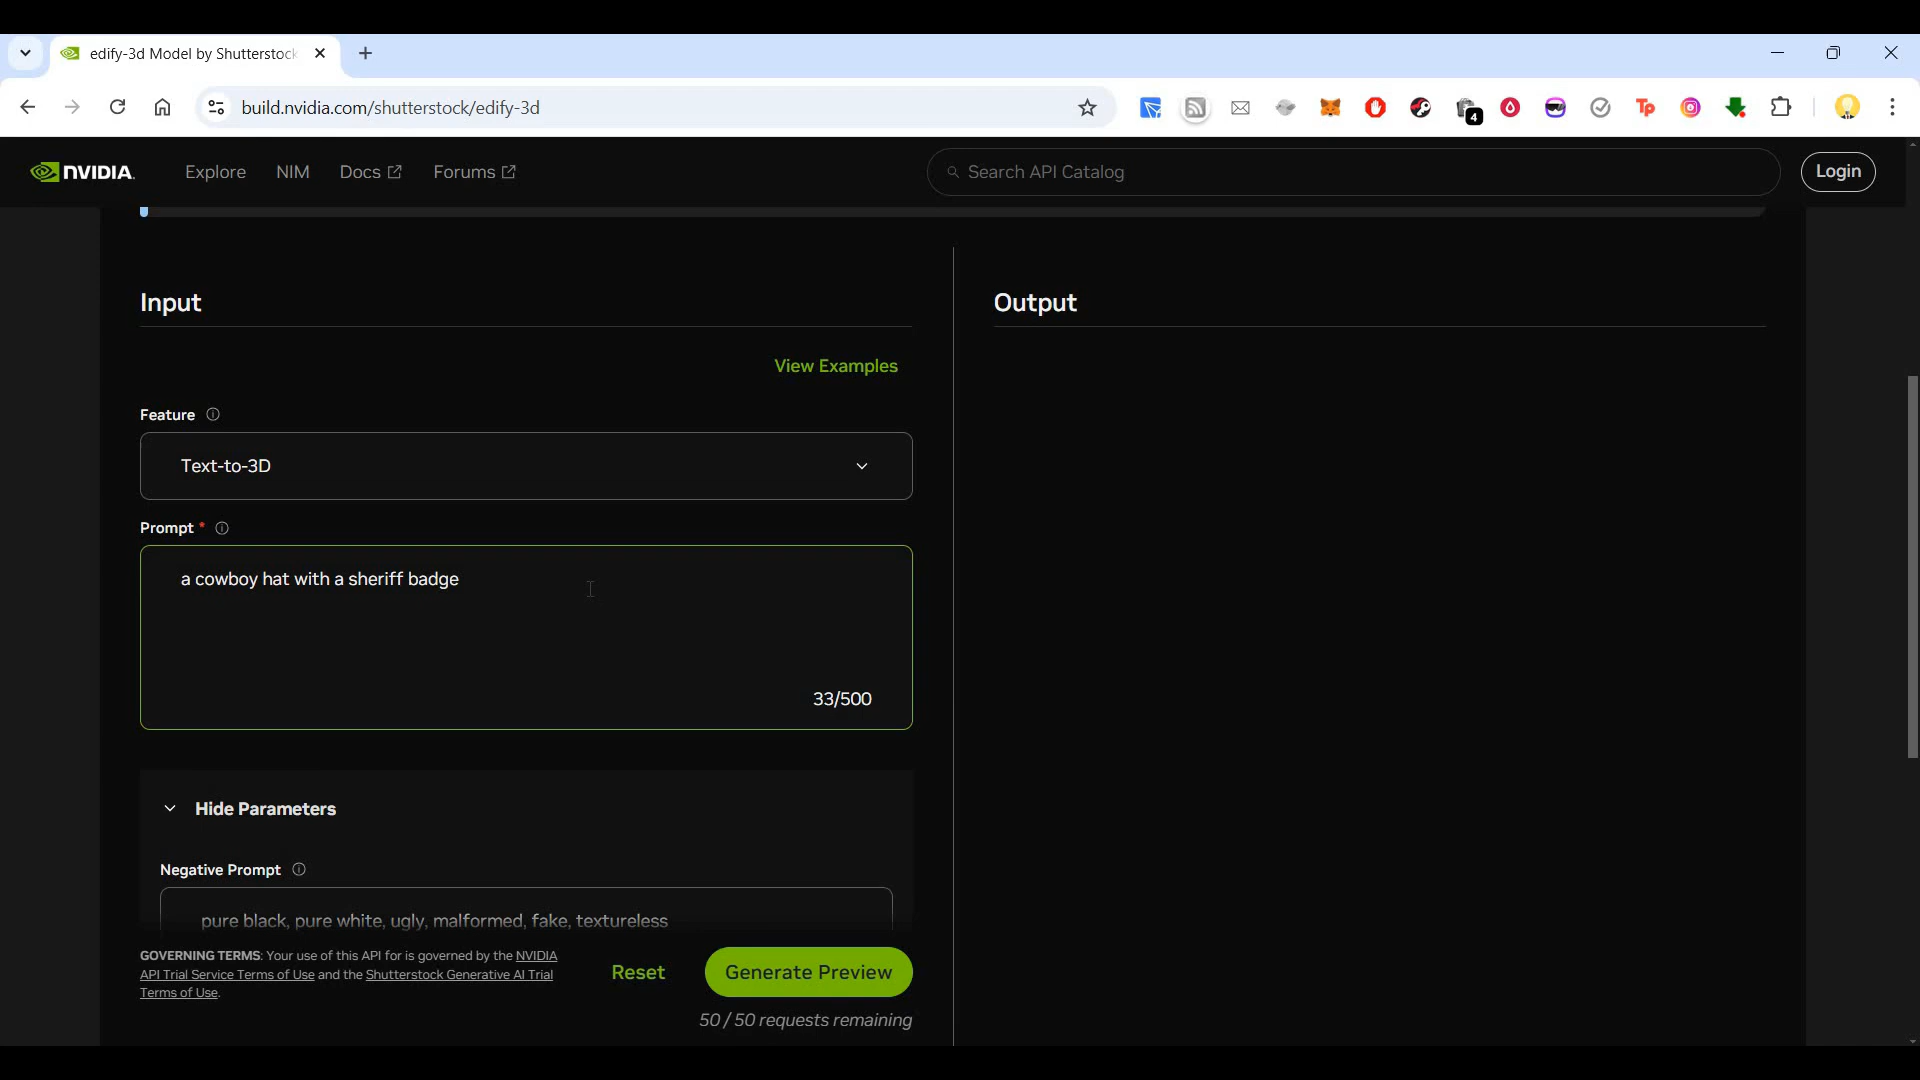 edify-3d Model by Shutterstock
build.nvidia.com/shutterstock/edify-3d
4
TP
NVIDIA.
Explore
NIM
Docs
Forums
Search API Catalog
Login
Input
Output
View Examples
Feature
Text-to-3D
Prompt *
a cowboy hat with a sheriff badge
33/500
Hide Parameters
Negative Prompt
pure black, pure white, ugly, malformed, fake, textureless
GOVERNING TERMS: Your use of this API for is governed by the NVIDIA
API Trial Service Terms of Use and the Shutterstock Generative AI Trial
Terms of Use.
Reset
Generate Preview
50 / 50 requests remaining